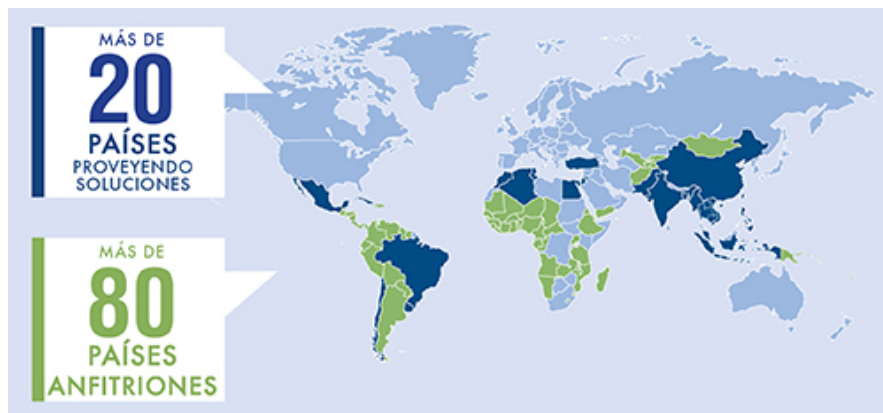 MÁS DE
20
PAÍSES
PROVEYENDO
SOLUCIONES
MÁS DE
80
PAÍSES
ANFITRIONES